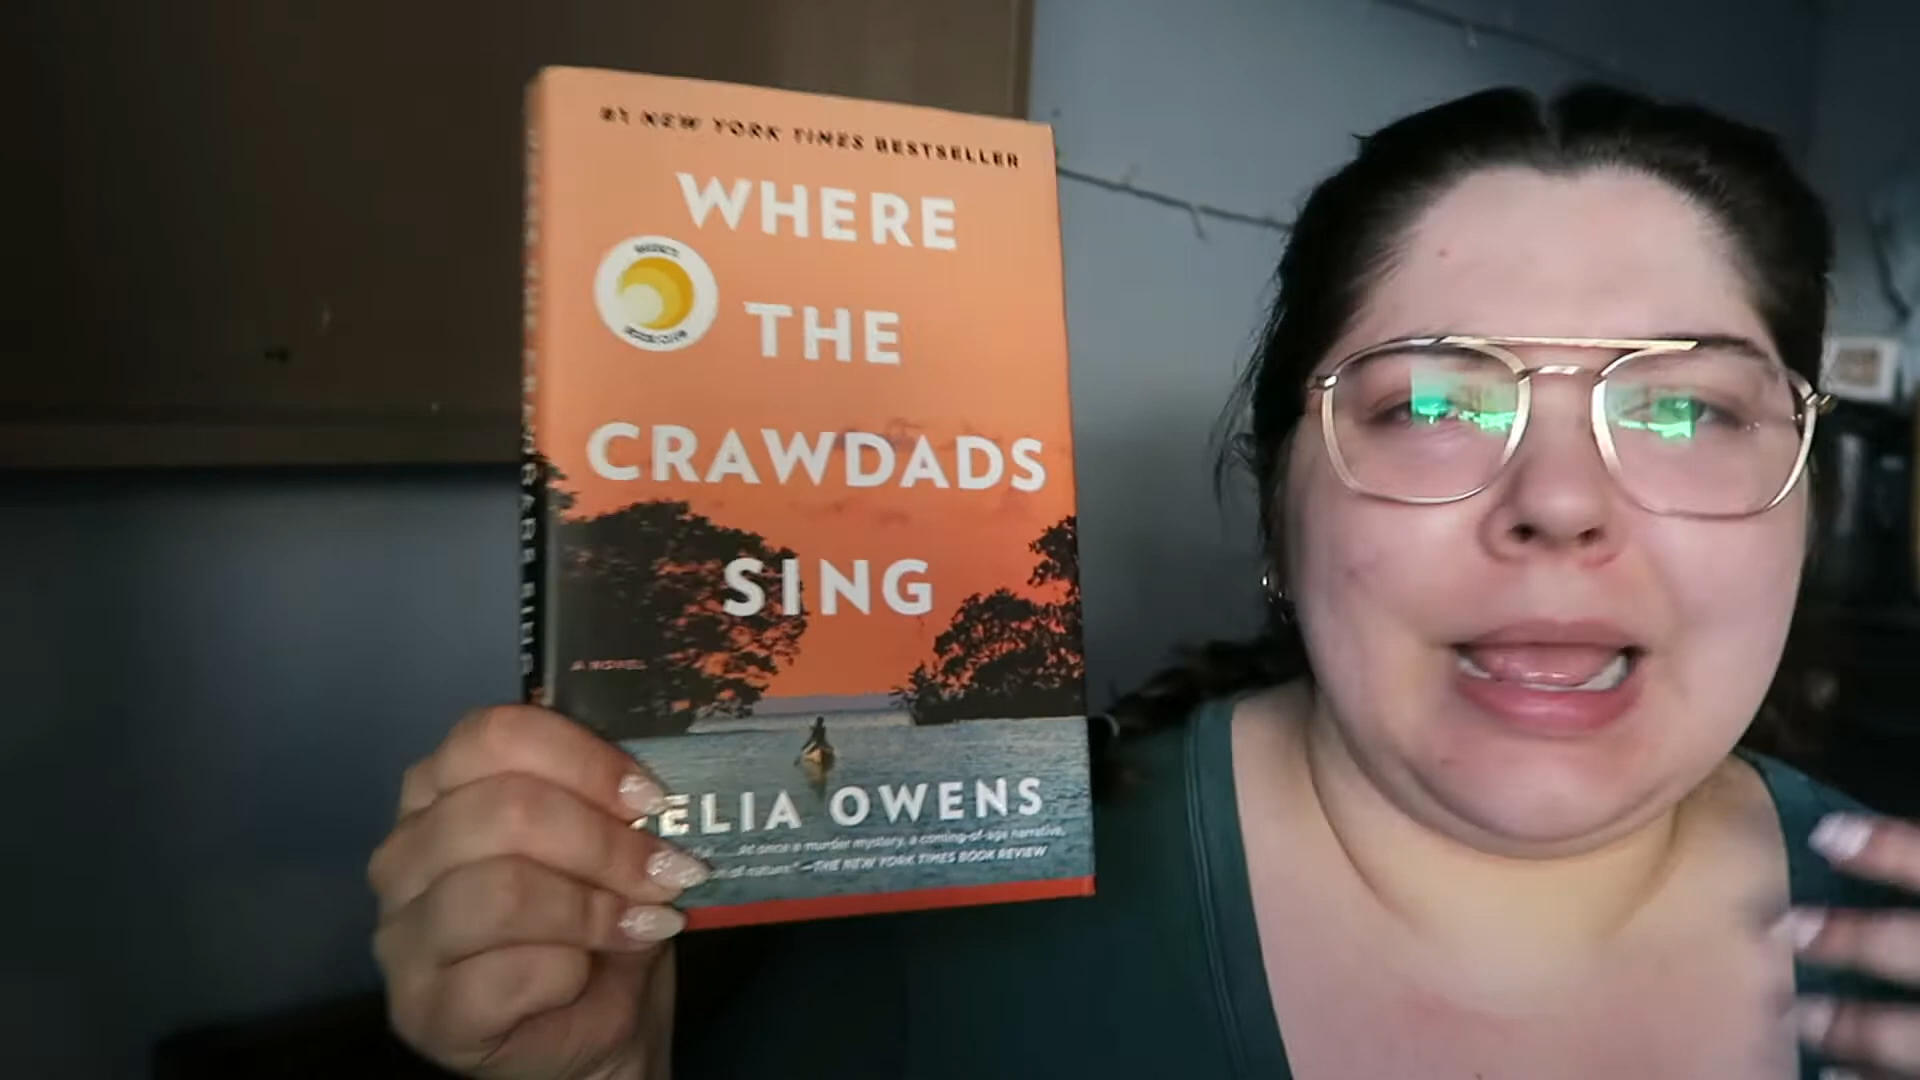 #1 NEW YORK TIMES BESTSELLER
WHERE
THE
CRAWDADS
SING
A NOVEL
ELIA OWENS
At once a murder mystery, a coming-of-age narrative,
of nature."—THE NEW YORK TIMES BOOK REVIEW